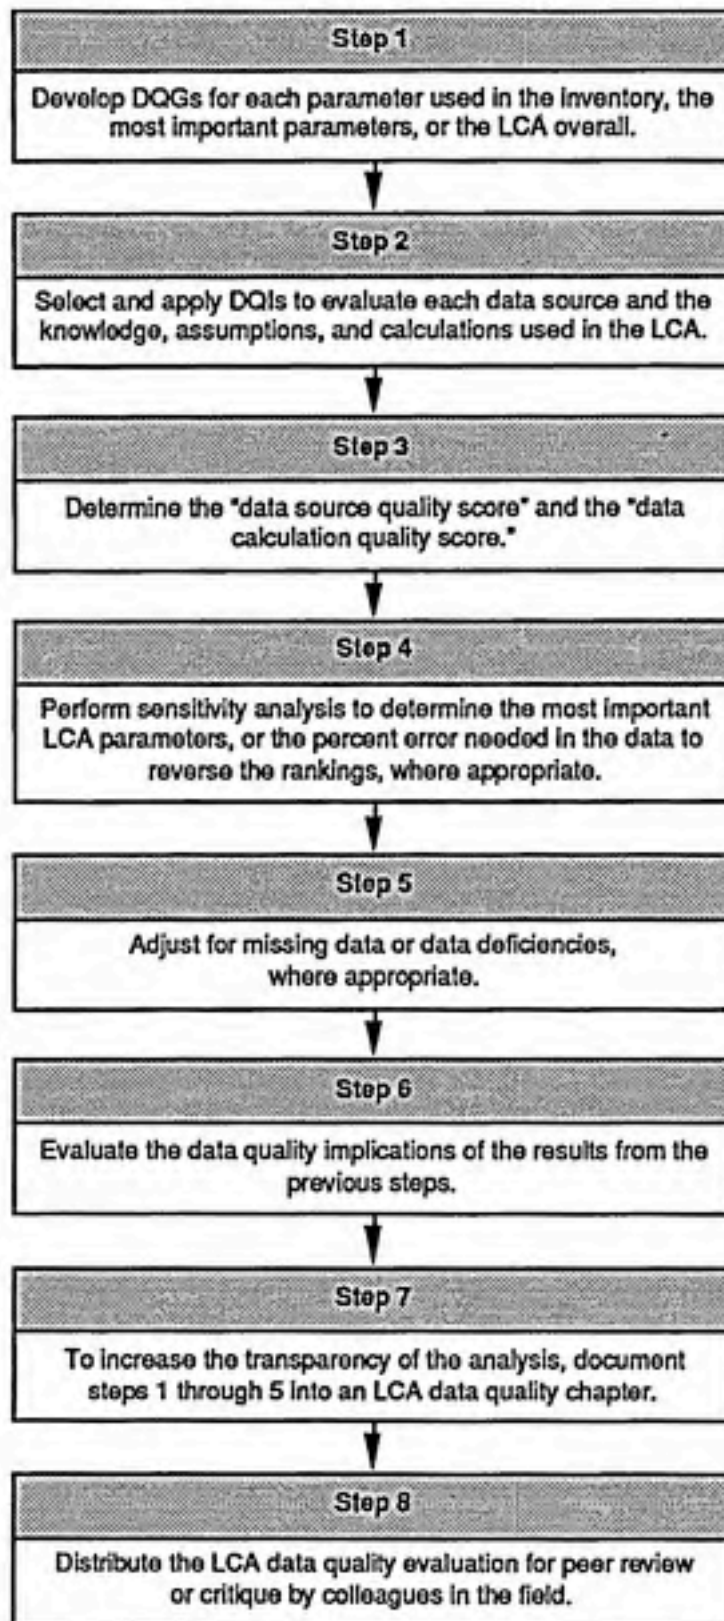 Step 1
Develop DQGs for each parameter used in the inventory, the
most important parameters, or the LCA overall.
Step 2
Select and apply DQIs to evaluate each data source and the
knowledge, assumptions, and calculations used in the LCA.
Step 3
Determine the "data source quality score" and the "data
calculation quality score."
Step 4
Perform sensitivity analysis to determine the most important
LCA parameters, or the percent error needed in the data to
reverse the rankings, where appropriate.
Step 5
Adjust for missing data or data deficiencies,
where appropriate.
Step 6
Evaluate the data quality implications of the results from the
previous steps.
Step 7
To increase the transparency of the analysis, document
steps 1 through 5 into an LCA data quality chapter.
Step 8
Distribute the LCA data quality evaluation for peer review
or critique by colleagues in the field.